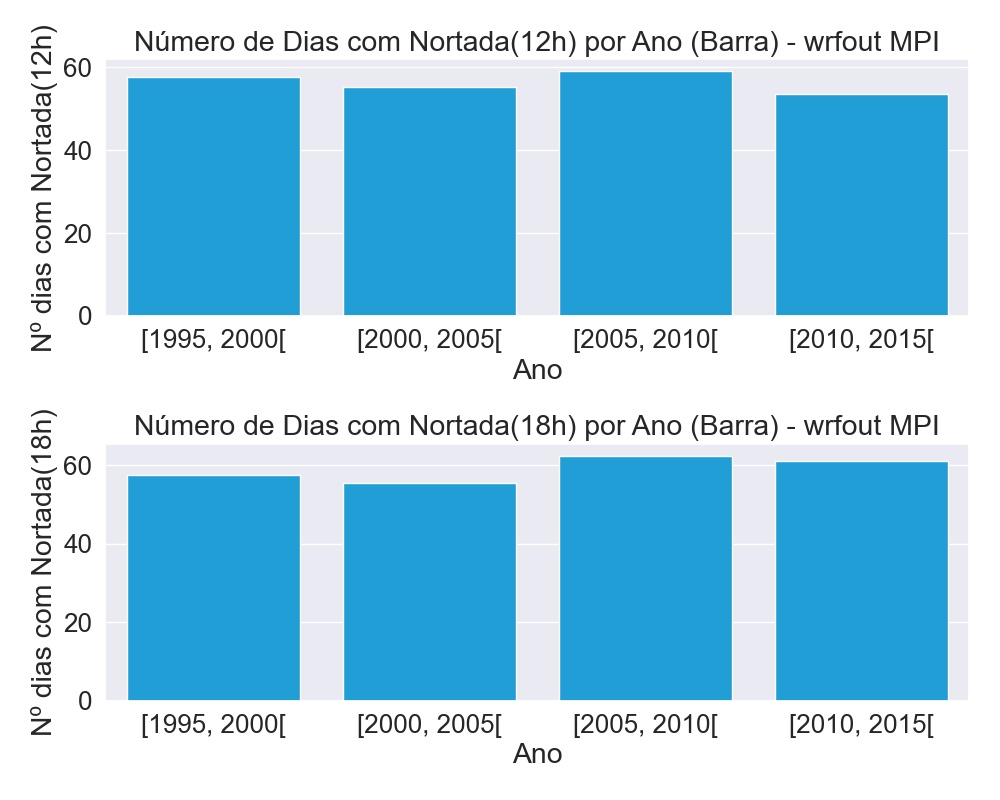 Número de Dias com Nortada(12h) por Ano (Barra) - wrfout MPI
Nº dias com Nortada(12h)
60
40
20
0
[1995, 2000[ [2000, 2005[ [2005, 2010[ [2010, 2015[
Ano
Número de Dias com Nortada(18h) por Ano (Barra) - wrfout MPI
Nº dias com Nortada(18h)
60
40
20
0
[1995, 2000[ [2000, 2005[ [2005, 2010[ [2010, 2015[
Ano